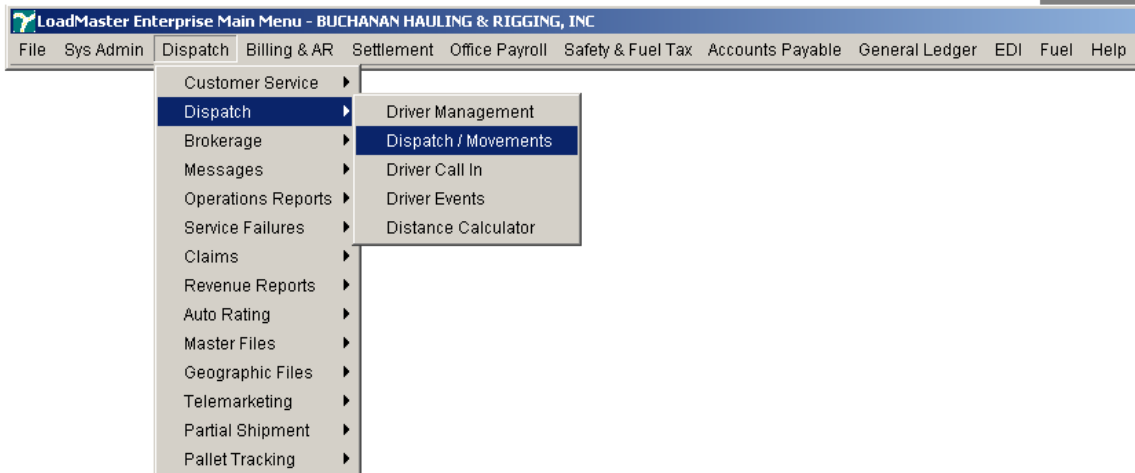 LoadMaster Enterprise Main Menu - BUCHANAN HAULING & RIGGING, INC
File Sys Admin Dispatch Billing & AR Settlement Office Payroll Safety & Fuel Tax Accounts Payable General Ledger EDI Fuel Help
Customer Service
Dispatch
Brokerage
Messages
Operations Reports
Service Failures
Claims
Revenue Reports
Auto Rating
Master Files
Geographic Files
Telemarketing
Partial Shipment
Pallet Tracking
Driver Management
Dispatch / Movements
Driver Call In
Driver Events
Distance Calculator